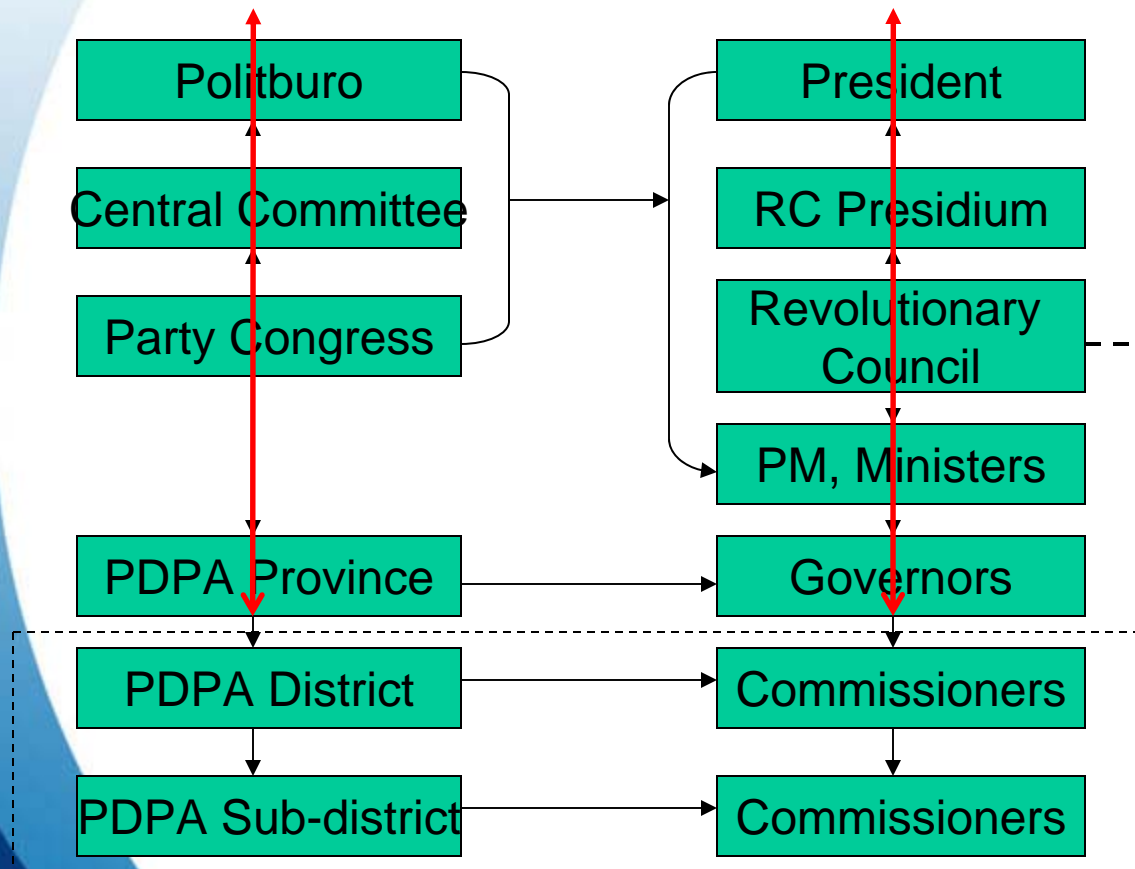 Politburo
President
Central Committee
RC Presidium
Party Congress
Revolutionary
Council
PM, Ministers
PDPA Province
Governors
PDPA District
Commissioners
PDPA Sub-district
Commissioners